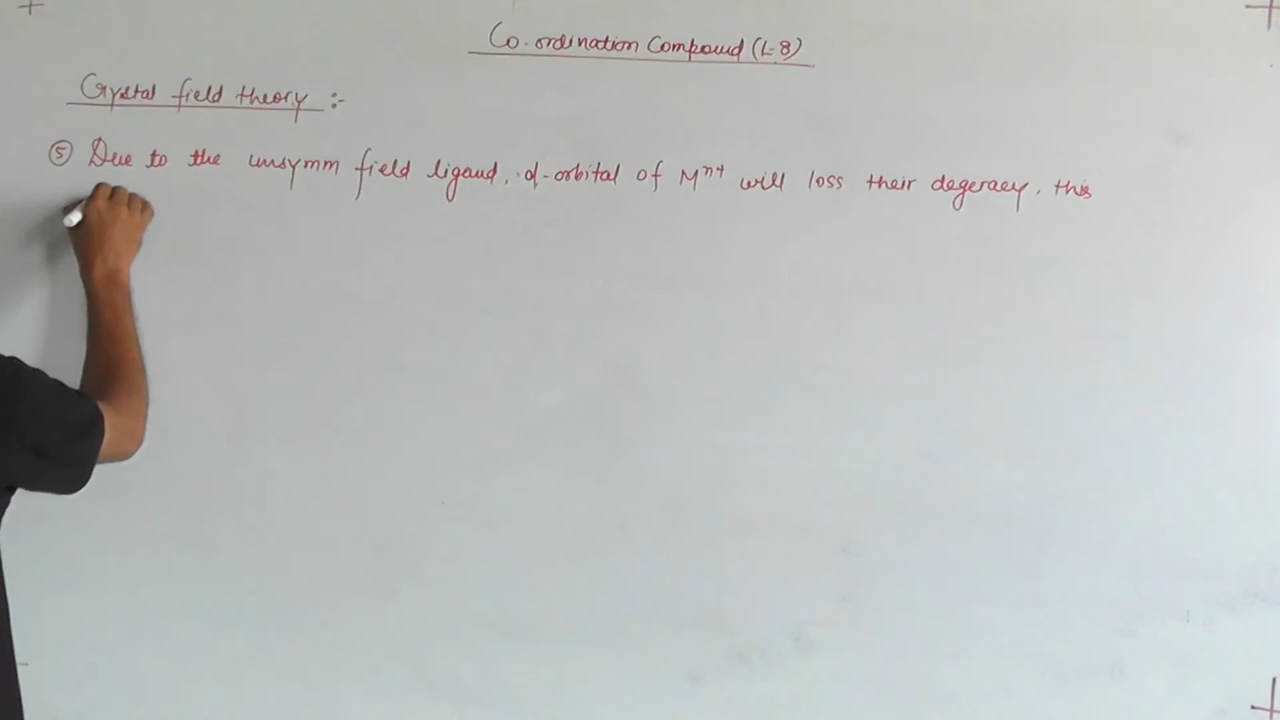 Co-ordination Compound (L-8)
Crystal field theory :-
⑤ Due to the unsymm field ligand, d-orbital of Mⁿ⁺ will loss their degeraey. this